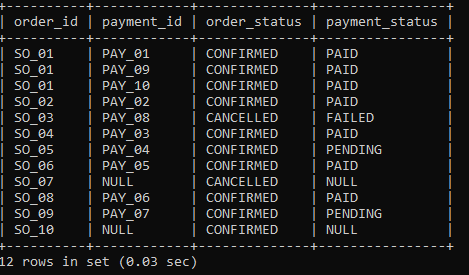 +----------+------------+--------------+----------------+
| order_id | payment_id | order_status | payment_status |
+----------+------------+--------------+----------------+
| SO_01 | PAY_01 | CONFIRMED | PAID |
| SO_01 | PAY_09 | CONFIRMED | PAID |
| SO_01 | PAY_10 | CONFIRMED | PAID |
| SO_02 | PAY_02 | CONFIRMED | PAID |
| SO_03 | PAY_08 | CANCELLED | FAILED |
| SO_04 | PAY_03 | CONFIRMED | PAID |
| SO_05 | PAY_04 | CONFIRMED | PENDING |
| SO_06 | PAY_05 | CONFIRMED | PAID |
| SO_07 | NULL | CANCELLED | NULL |
| SO_08 | PAY_06 | CONFIRMED | PAID |
| SO_09 | PAY_07 | CONFIRMED | PENDING |
| SO_10 | NULL | CONFIRMED | NULL |
+----------+------------+--------------+----------------+
12 rows in set (0.03 sec)